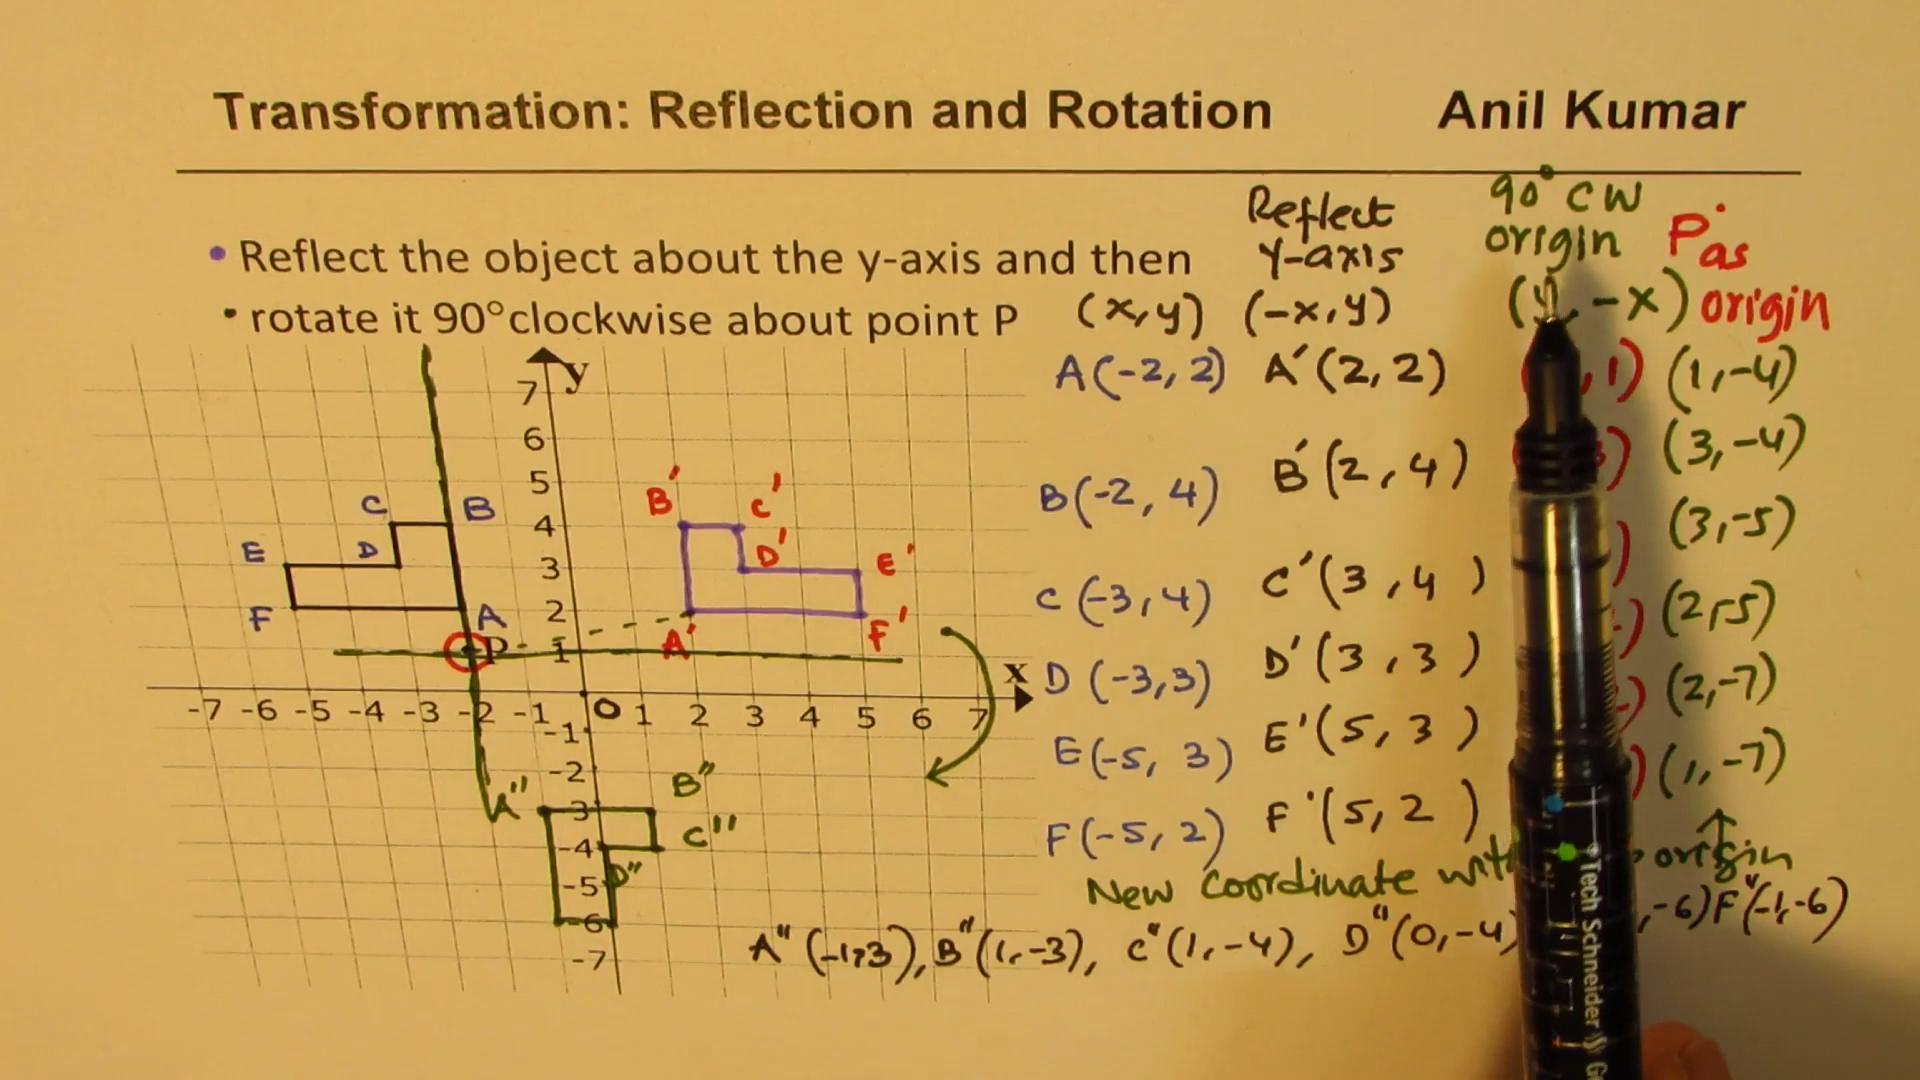 Transformation: Reflection and Rotation Anil Kumar
• Reflect the object about the y-axis and then
• rotate it 90° clockwise about point P
Reflect
Y-axis
90° CW
origin
P as
origin
(x,y) (-x,y) -x)
A(-2, 2) A'(2, 2) , 1) (1,-4)
B(-2, 4) B'(2, 4) (3,-4)
C(-3, 4) C'(3, 4) (3,-5)
D(-3,3) D'(3, 3) (2,-5)
E(-5, 3) E'(5, 3) (2,-7)
F(-5, 2) F'(5, 2) (1,-7)
New coordinate origin
A"(-1,-3), B"(1,-3), C"(1,-4), D"(0,-4) ,-6) F"(-1,-6)
y
7
6
5
4
3
2
1
x
-7 -6 -5 -4 -3 -2 -1 0 1 2 3 4 5 6 7
-1
-2
-3
-4
-5
-6
-7
C B
E D
F A
P
B' C'
D' E'
A' F'
A" B"
C"
D"
Tech Schneider